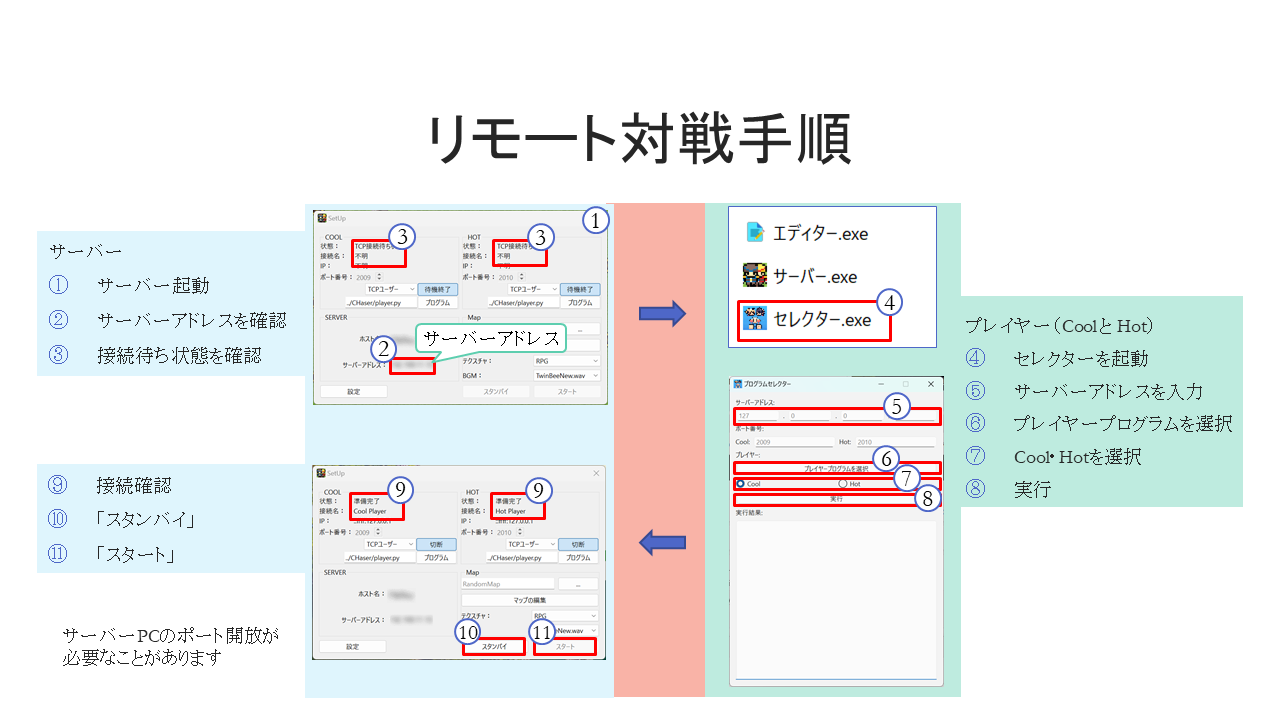 リモート対戦手順
サーバー
① サーバー起動
② サーバーアドレスを確認
③ 接続待ち状態を確認
SetUp
①
COOL
状態： TCP接続待ち
③
接続名： 不明
IP：
ポート番号： 2009
TCPユーザー 待機終了
../CHaser/player.py プログラム
HOT
状態： TCP接続待ち
③
接続名： 不明
IP：
ポート番号： 2010
TCPユーザー 待機終了
../CHaser/player.py プログラム
SERVER
サーバーアドレス
②
サーバーアドレス：
設定
Map
...
テクスチャ： RPG
BGM： TwinBeeNew.wav
スタンバイ スタート
エディター.exe
サーバー.exe
セレクター.exe
④
プレイヤー（CoolとHot）
④ セレクターを起動
⑤ サーバーアドレスを入力
⑥ プレイヤープログラムを選択
⑦ Cool・Hotを選択
⑧ 実行
プログラムセレクター
サーバーアドレス:
127 . 0 . 0
⑤
ポート番号:
Cool: 2009 Hot: 2010
プレイヤー:
プレイヤープログラムを選択
⑥
Cool Hot
⑦
実行
⑧
実行結果:
⑨ 接続確認
⑩ 「スタンバイ」
⑪ 「スタート」
SetUp
COOL
状態： 準備完了
⑨
接続名： Cool Player
IP：
ポート番号： 2009
TCPユーザー 切断
../CHaser/player.py プログラム
HOT
状態： 準備完了
⑨
接続名： Hot Player
IP：
ポート番号： 2010
TCPユーザー 切断
../CHaser/player.py プログラム
SERVER
ホスト名：
サーバーアドレス：
設定
Map
RandomMap ...
マップの編集
テクスチャ： RPG
eNew.wav
⑩
⑪
スタンバイ スタート
サーバーPCのポート開放が
必要なことがあります